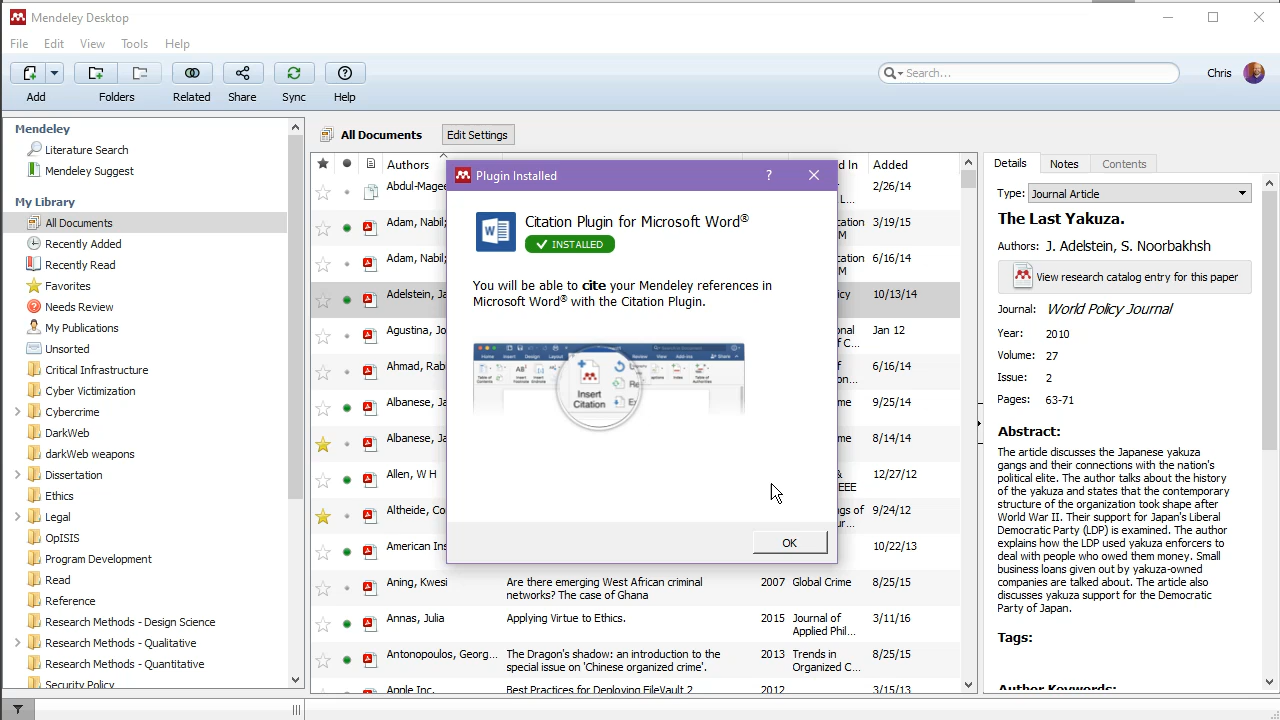 Mendeley Desktop
File Edit View Tools Help
Add Folders Related Share Sync Help
Search...
Chris
Mendeley
Literature Search
Mendeley Suggest
My Library
All Documents
Recently Added
Recently Read
Favorites
Needs Review
My Publications
Unsorted
Critical Infrastructure
Cyber Victimization
Cybercrime
DarkWeb
darkWeb weapons
Dissertation
Ethics
Legal
OpISIS
Program Development
Read
Reference
Research Methods - Design Science
Research Methods - Qualitative
Research Methods - Quantitative
Security Policy
All Documents Edit Settings
Authors d In Added
Abdul-Magee 2/26/14
L...
Adam, Nabil; cation 3/19/15
M
Adam, Nabil; cation 6/16/14
M
Adelstein, Ja icy 10/13/14
Agustina, Jo onal Jan 12
f C...
Ahmad, Rab 6/16/14
Albanese, Ja me 9/25/14
Albanese, Ja me 8/14/14
Allen, W H & 12/27/12
EEE
Altheide, Co gs of 9/24/12
ur...
American Ins 10/22/13
Aning, Kwesi Are there emerging West African criminal 2007 Global Crime 8/25/15
networks? The case of Ghana
Annas, Julia Applying Virtue to Ethics. 2015 Journal of 3/11/16
Applied Phil...
Antonopoulos, Georg... The Dragon's shadow: an introduction to the 2013 Trends in 8/25/15
special issue on 'Chinese organized crime'. Organized C...
Apple Inc. Best Practices for Deploying FileVault 2 2012 3/15/13
Plugin Installed ?
Citation Plugin for Microsoft Word®
INSTALLED
You will be able to cite your Mendeley references in
Microsoft Word® with the Citation Plugin.
Insert
Citation
OK
Details Notes Contents
Type: Journal Article
The Last Yakuza.
Authors: J. Adelstein, S. Noorbakhsh
View research catalog entry for this paper
Journal: World Policy Journal
Year: 2010
Volume: 27
Issue: 2
Pages: 63-71
Abstract:
The article discusses the Japanese yakuza
gangs and their connections with the nation's
political elite. The author talks about the history
of the yakuza and states that the contemporary
structure of the organization took shape after
World War II. Their support for Japan's Liberal
Democratic Party (LDP) is examined. The author
explains how the LDP used yakuza enforcers to
deal with people who owed them money. Small
business loans given out by yakuza-owned
companies are talked about. The article also
discusses yakuza support for the Democratic
Party of Japan.
Tags:
Author Keywords: